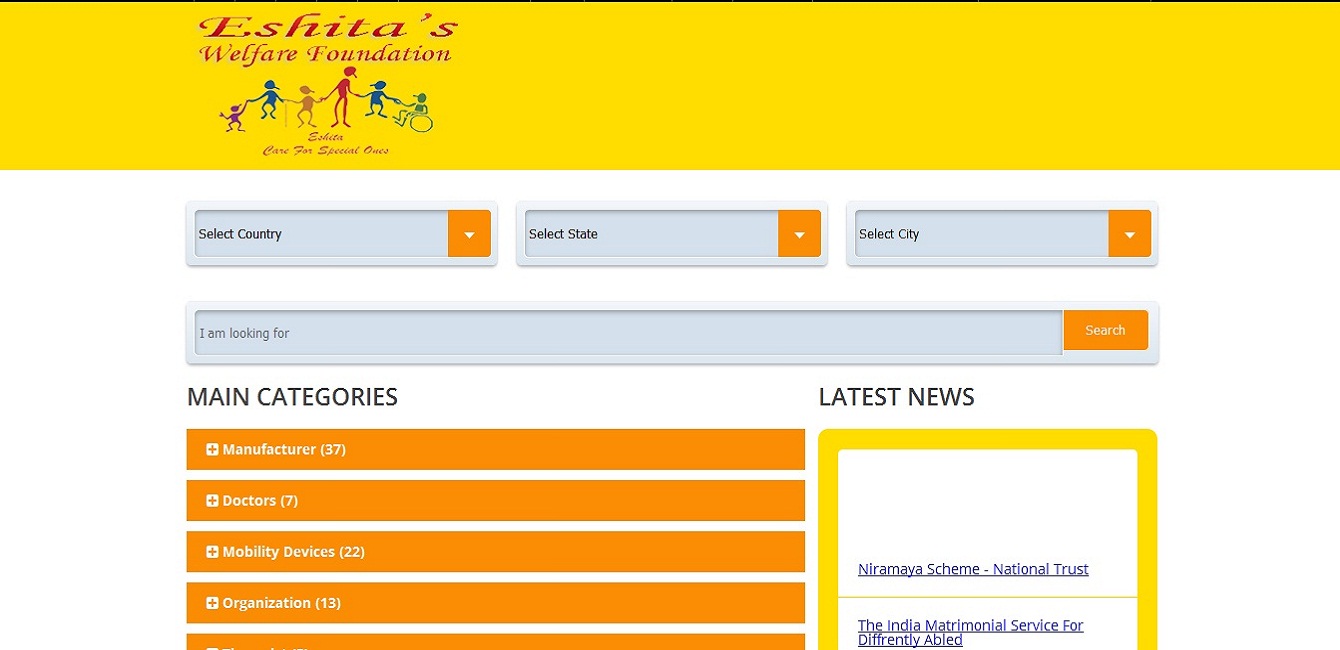 Eshita's
Welfare Foundation
Eshita
Care For Special Ones
Select Country
Select State
Select City
I am looking for
Search
MAIN CATEGORIES
Manufacturer (37)
Doctors (7)
Mobility Devices (22)
Organization (13)
LATEST NEWS
Niramaya Scheme - National Trust
The India Matrimonial Service For
Diffrently Abled